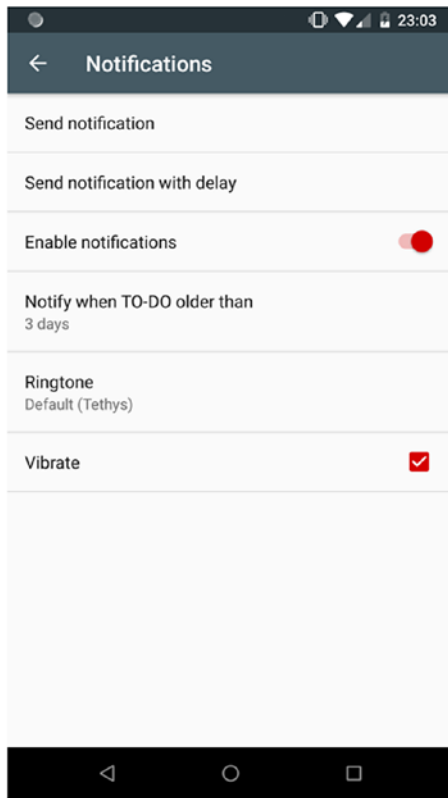 23:03
Notifications
Send notification
Send notification with delay
Enable notifications
Notify when TO-DO older than
3 days
Ringtone
Default (Tethys)
Vibrate